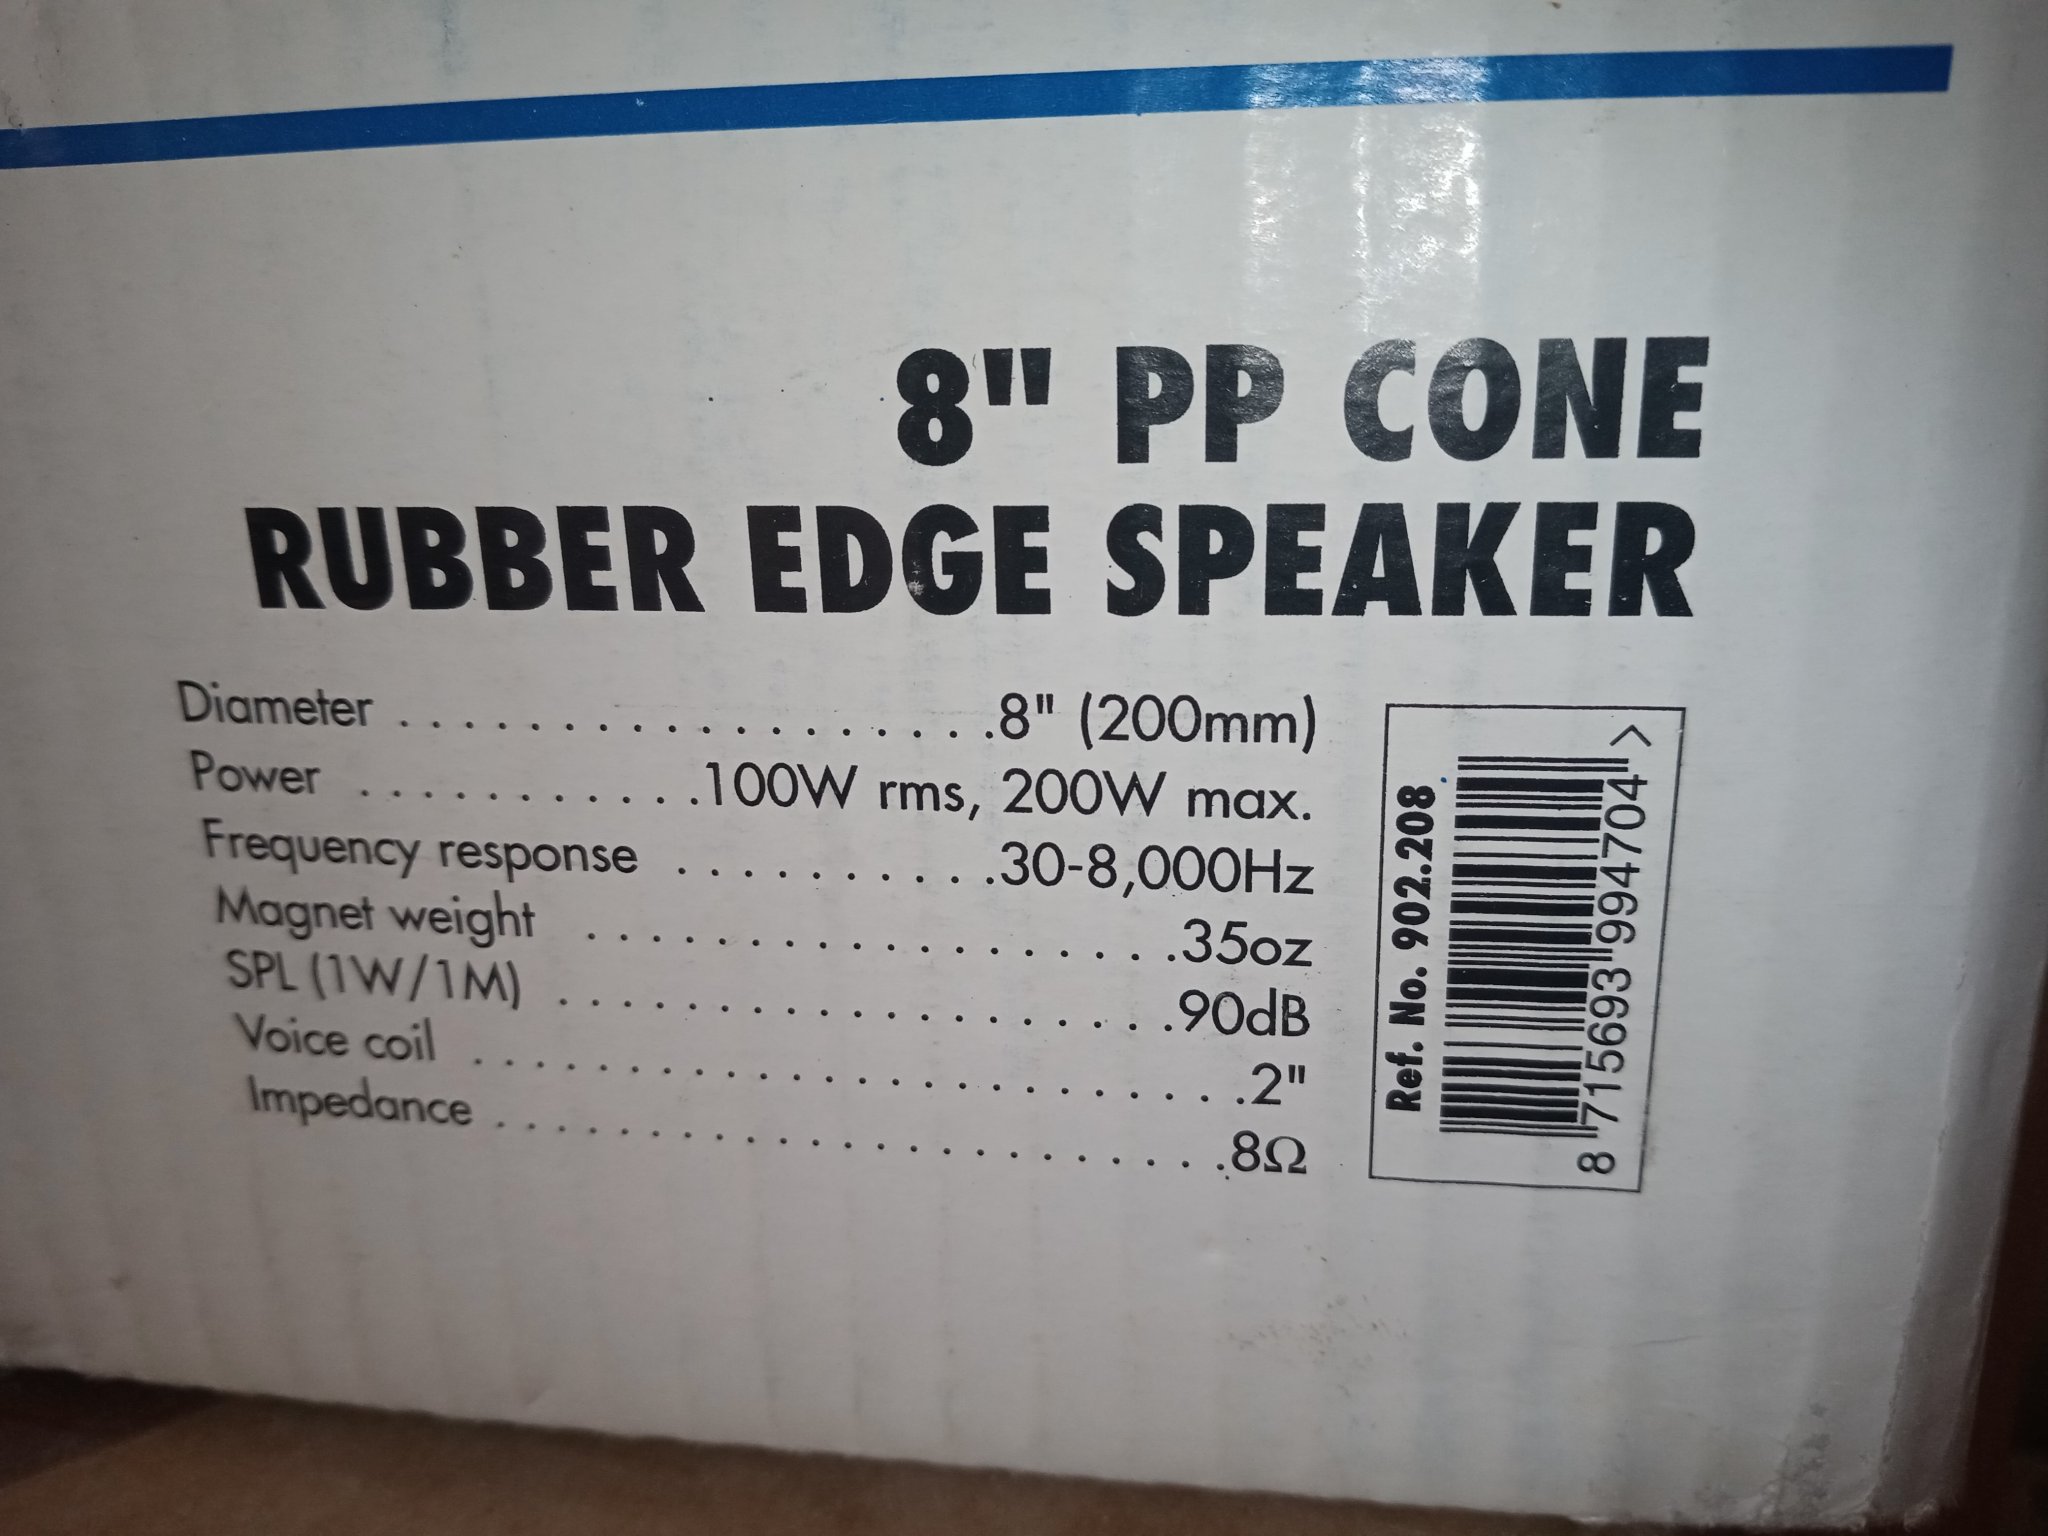 8" PP CONE
RUBBER EDGE SPEAKER
Diameter . . . . . . . . . . . . . . . . . . .8" (200mm)
Power . . . . . . . . . . .100W rms, 200W max.
Frequency response . . . . . . . . . .30-8,000Hz
Magnet weight . . . . . . . . . . . . . . . . . . .35oz
SPL (1W/1M) . . . . . . . . . . . . . . . . . . . .90dB
Voice coil . . . . . . . . . . . . . . . . . . . . . . . .2"
Impedance . . . . . . . . . . . . . . . . . . . . . . .8Ω
Ref. No. 902.208
8 715693 994704 >